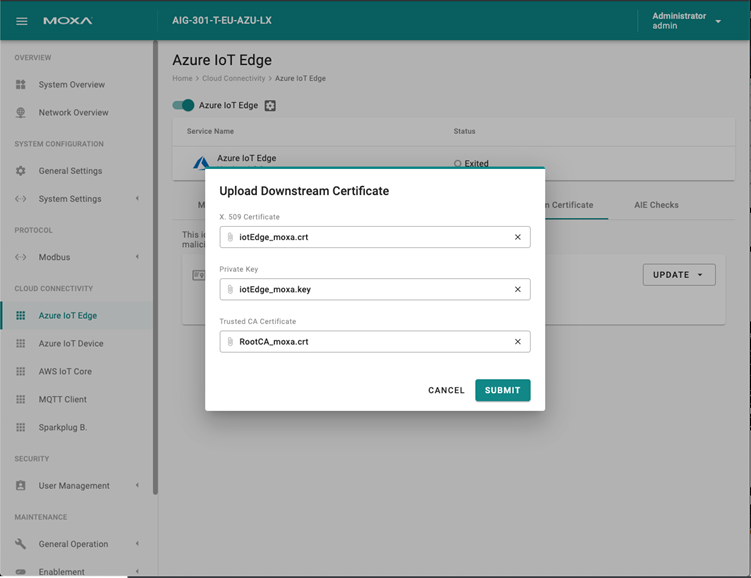 MOXA
AIG-301-T-EU-AZU-LX
Administrator
admin
OVERVIEW
System Overview
Network Overview
SYSTEM CONFIGURATION
General Settings
System Settings
PROTOCOL
Modbus
CLOUD CONNECTIVITY
Azure IoT Edge
Azure IoT Device
AWS IoT Core
MQTT Client
Sparkplug B.
SECURITY
User Management
MAINTENANCE
General Operation
Enablement
Azure IoT Edge
Home > Cloud Connectivity > Azure IoT Edge
Azure IoT Edge
Service Name Status
Azure IoT Edge
Exited
M
n Certificate AIE Checks
This i
malici
UPDATE
Upload Downstream Certificate
X. 509 Certificate
iotEdge_moxa.crt
Private Key
iotEdge_moxa.key
Trusted CA Certificate
RootCA_moxa.crt
CANCEL SUBMIT